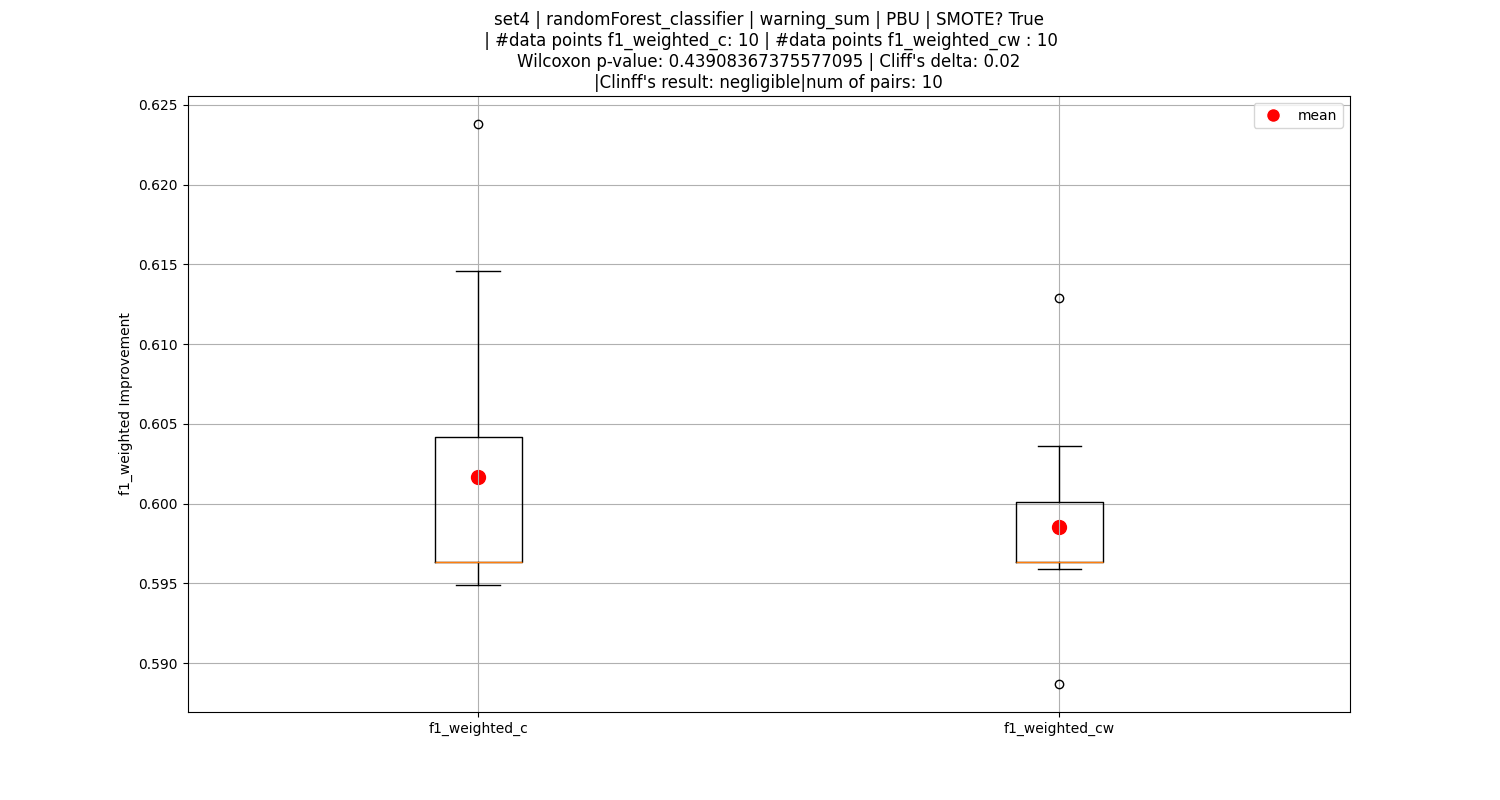 set4 | randomForest_classifier | warning_sum | PBU | SMOTE? True
| #data points f1_weighted_c: 10 | #data points f1_weighted_cw : 10
Wilcoxon p-value: 0.43908367375577095 | Cliff's delta: 0.02
|Clinff's result: negligible|num of pairs: 10
mean
0.625
0.620
0.615
0.610
0.605
0.600
0.595
0.590
f1_weighted Improvement
f1_weighted_c
f1_weighted_cw